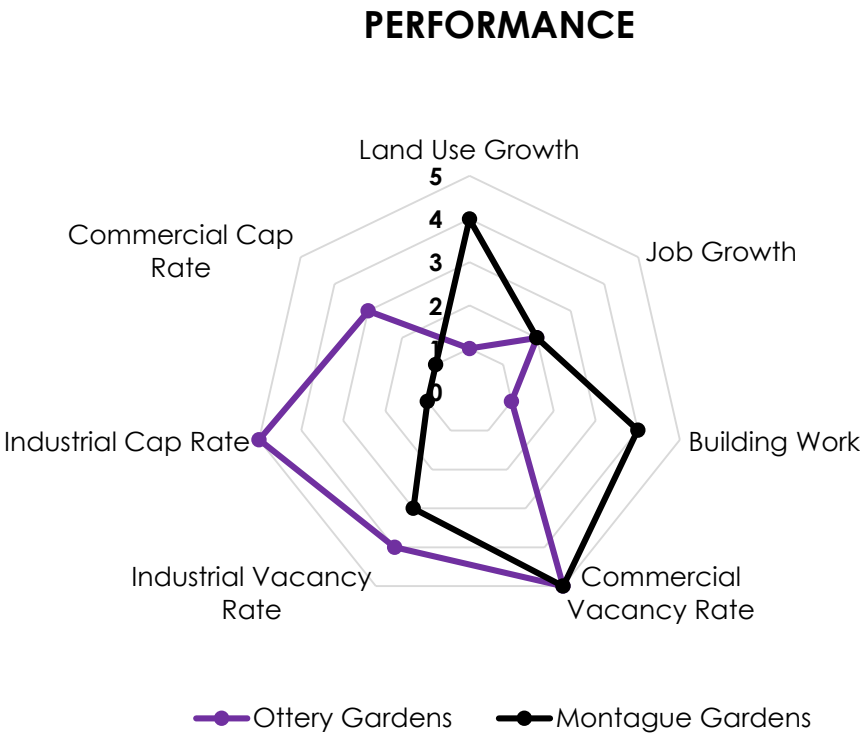 PERFORMANCE
Land Use Growth
5
4
3
2
1
0
Job Growth
Building Work
Commercial
Vacancy Rate
Industrial Vacancy
Rate
Industrial Cap Rate
Commercial Cap
Rate
Ottery Gardens
Montague Gardens